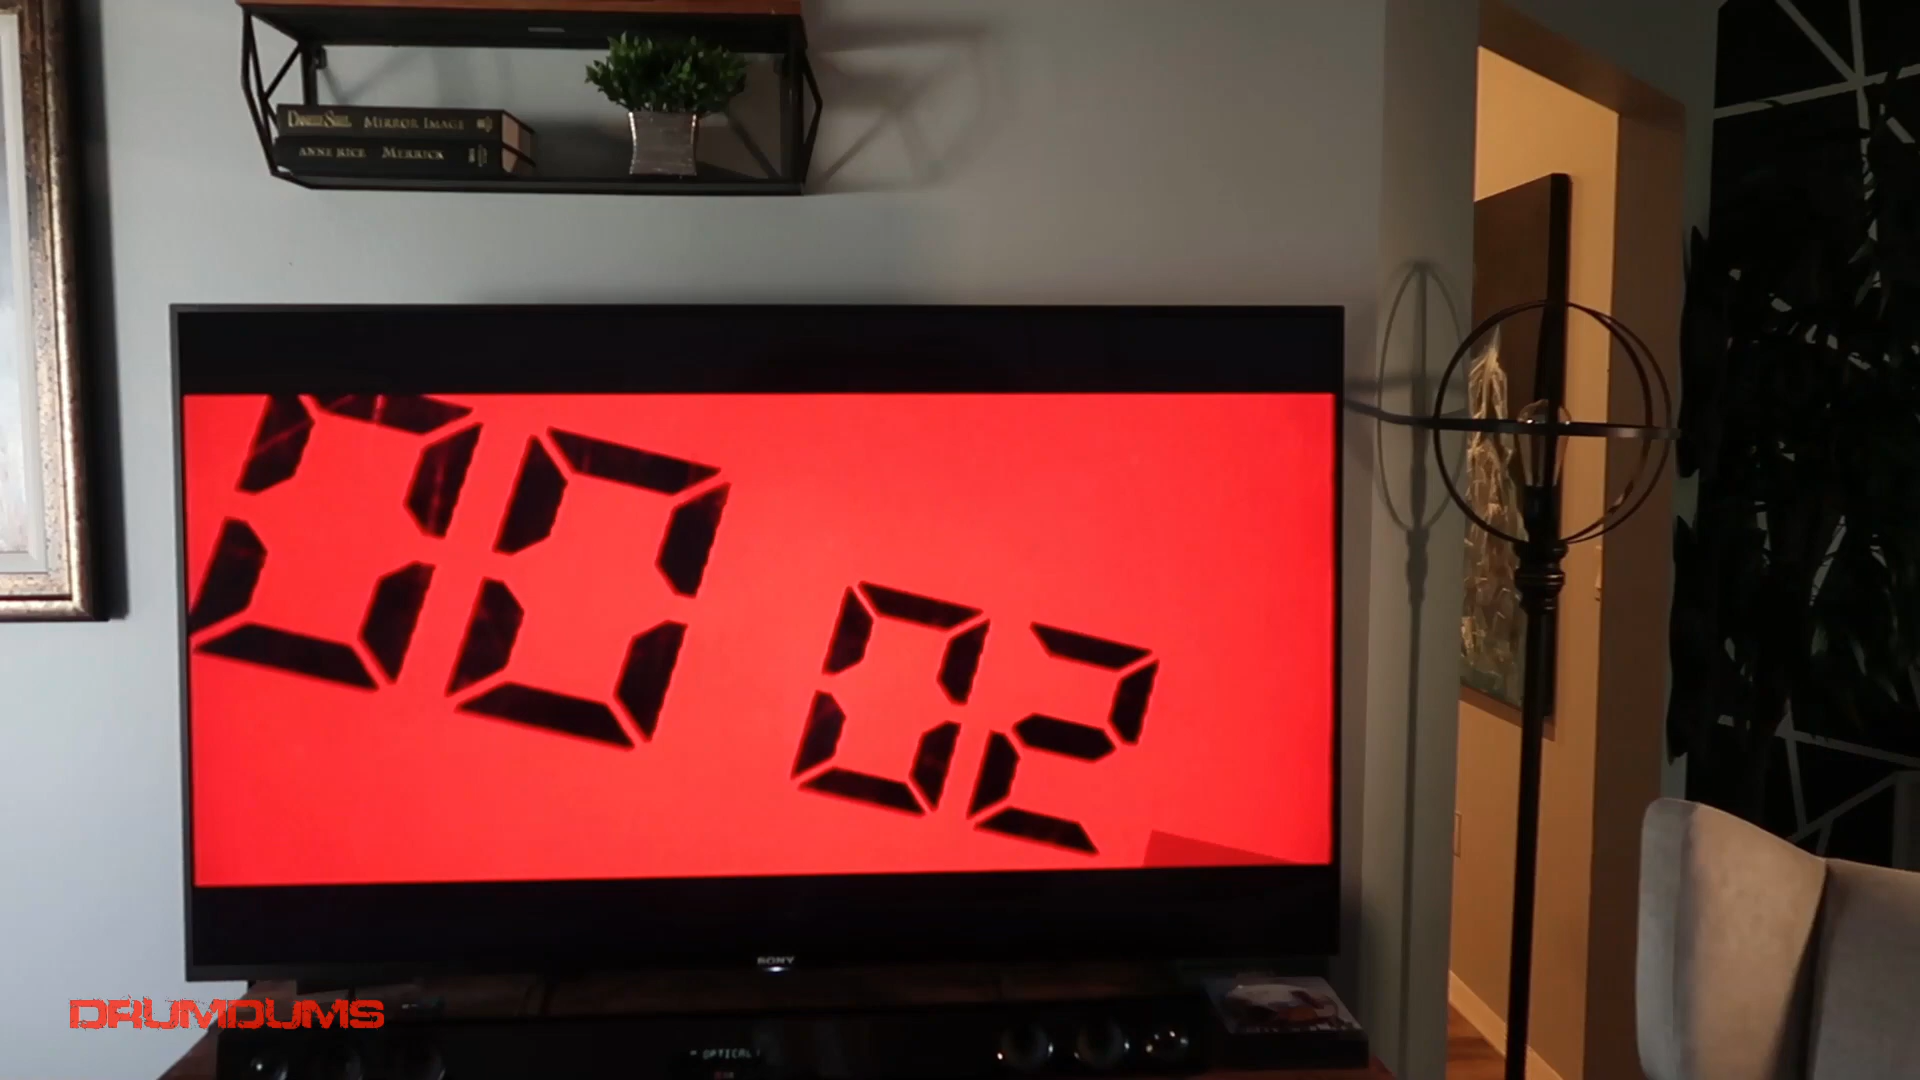 DANIELLE STEEL MIRROR IMAGE
ANNE RICE MERRICK
00 02
SONY
OPTICAL
DRUMDUMS